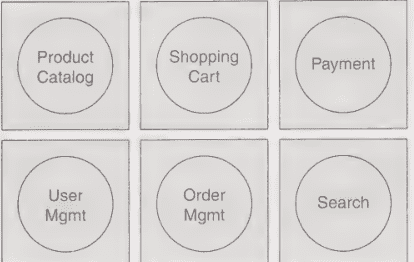 Product
Catalog
Shopping
Cart
Payment
User
Mgmt
Order
Mgmt
Search